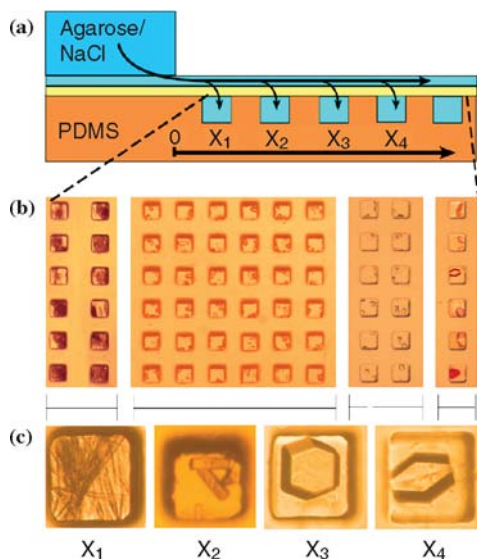 (a)
Agarose/
NaCl
PDMS
0
X1 X2 X3 X4
(b)
(c)
X1 X2 X3 X4